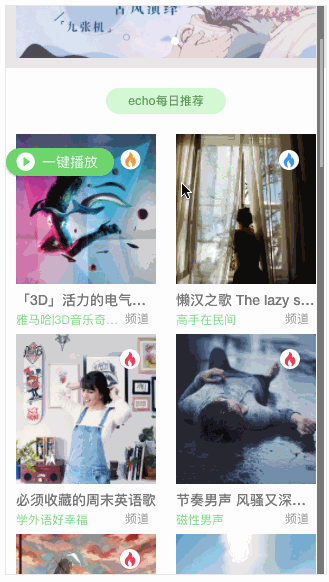 古风演绎
九张机
echo每日推荐
一键播放
「3D」活力的电气…
懒汉之歌 The lazy s…
雅马哈|3D音乐奇…
频道
高手在民间
频道
必须收藏的周末英语歌
节奏男声 风骚又深…
学外语好幸福
频道
磁性男声
频道